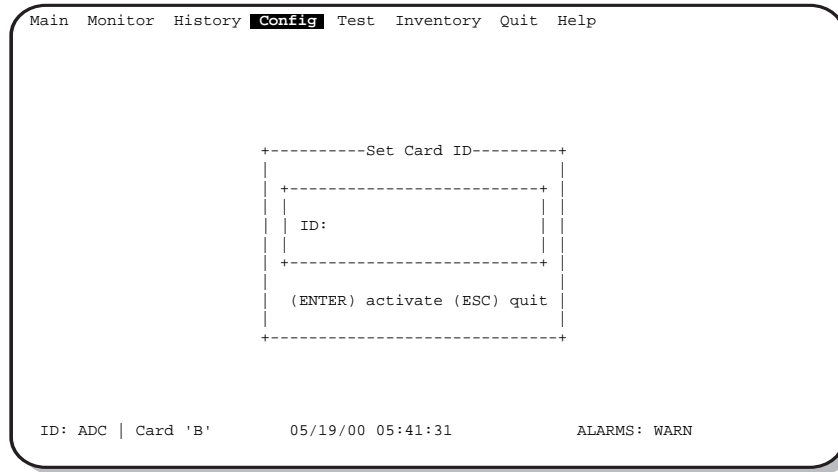 Main Monitor History Config Test Inventory Quit Help
Set Card ID
ID:
(ENTER) activate (ESC) quit
ID: ADC | Card 'B' 05/19/00 05:41:31 ALARMS: WARN